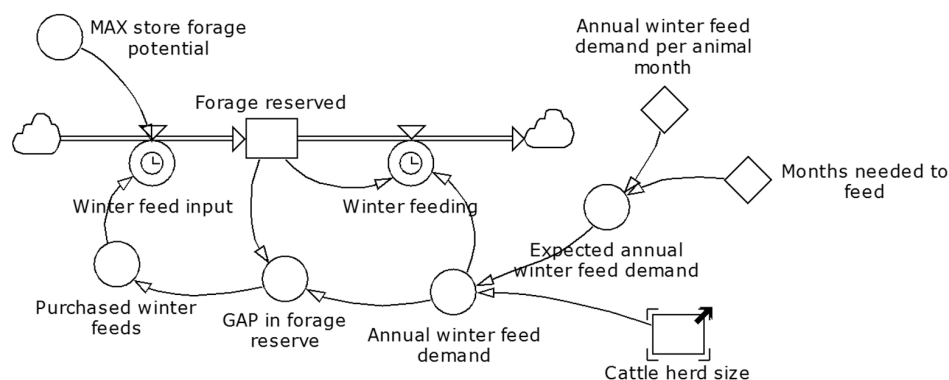 MAX store forage
potential
Annual winter feed
demand per animal
month
Forage reserved
Months needed to
feed
Winter feed input
Winter feeding
Expected annual
winter feed demand
Purchased winter
feeds
GAP in forage
reserve
Annual winter feed
demand
Cattle herd size